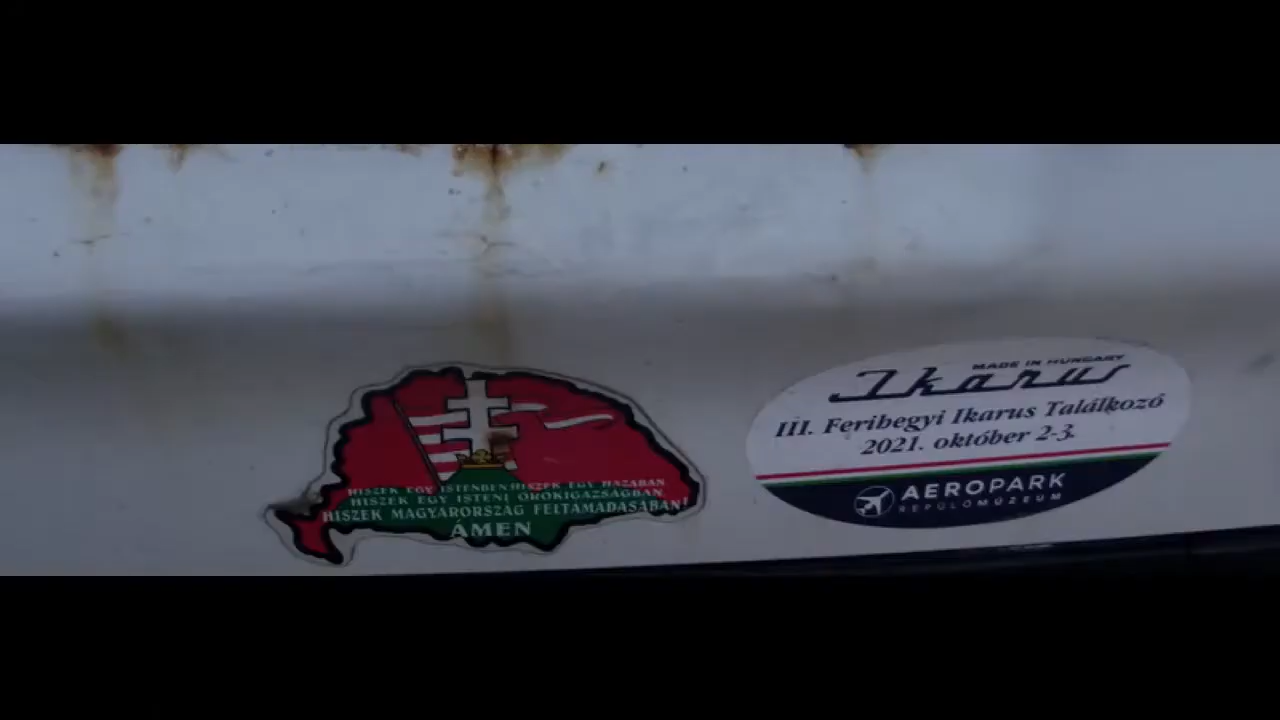 HISZEK EGY ISTENBEN HISZEK EGY HAZÁBAN
HISZEK EGY ISTENI ÖRÖKIGAZSÁGBAN
HISZEK MAGYARORSZÁG FELTÁMADÁSÁBAN!
ÁMEN
MADE IN HUNGARY
Ikarus
III. Ferihegyi Ikarus Találkozó
2021. október 2-3.
AEROPARK
REPÜLŐMÚZEUM